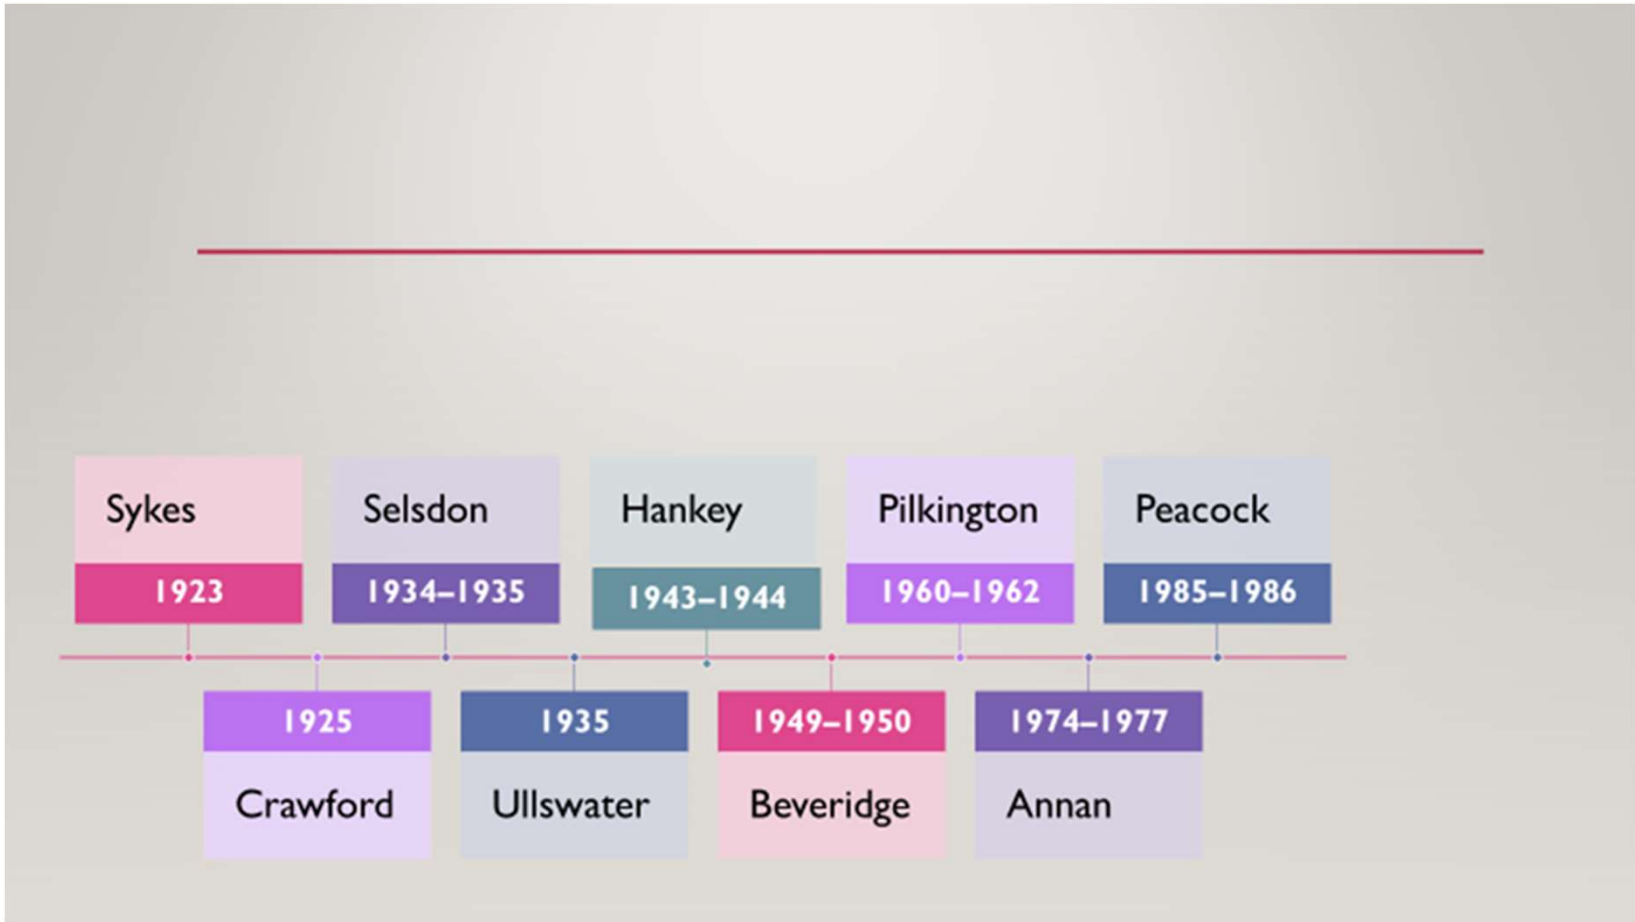 Sykes
1923
1925
Crawford
Selsdon
1934–1935
1935
Ullswater
Hankey
1943–1944
1949–1950
Beveridge
Pilkington
1960–1962
1974–1977
Annan
Peacock
1985–1986